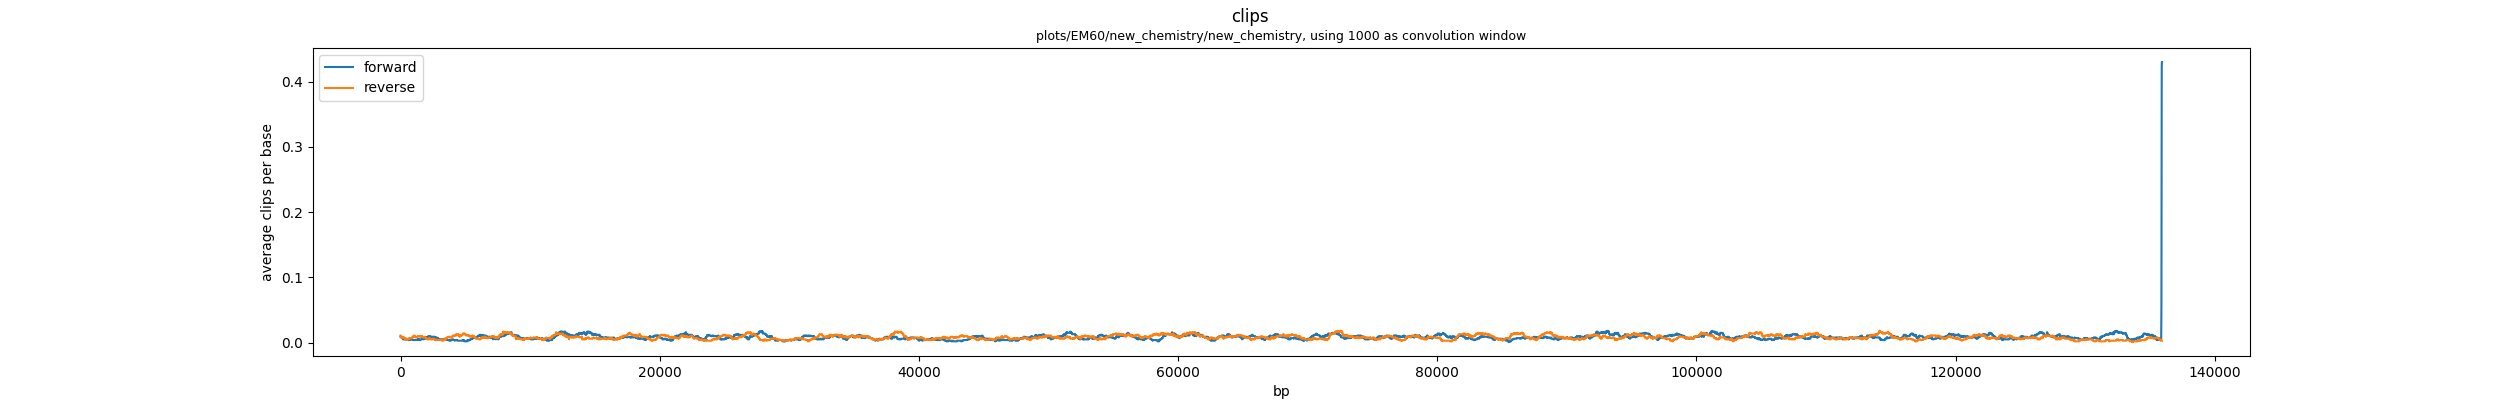 clips
plots/EM60/new_chemistry/new_chemistry, using 1000 as convolution window
forward
reverse
0.4
0.3
0.2
0.1
0.0
average clips per base
0 20000 40000 60000 80000 100000 120000 140000
bp